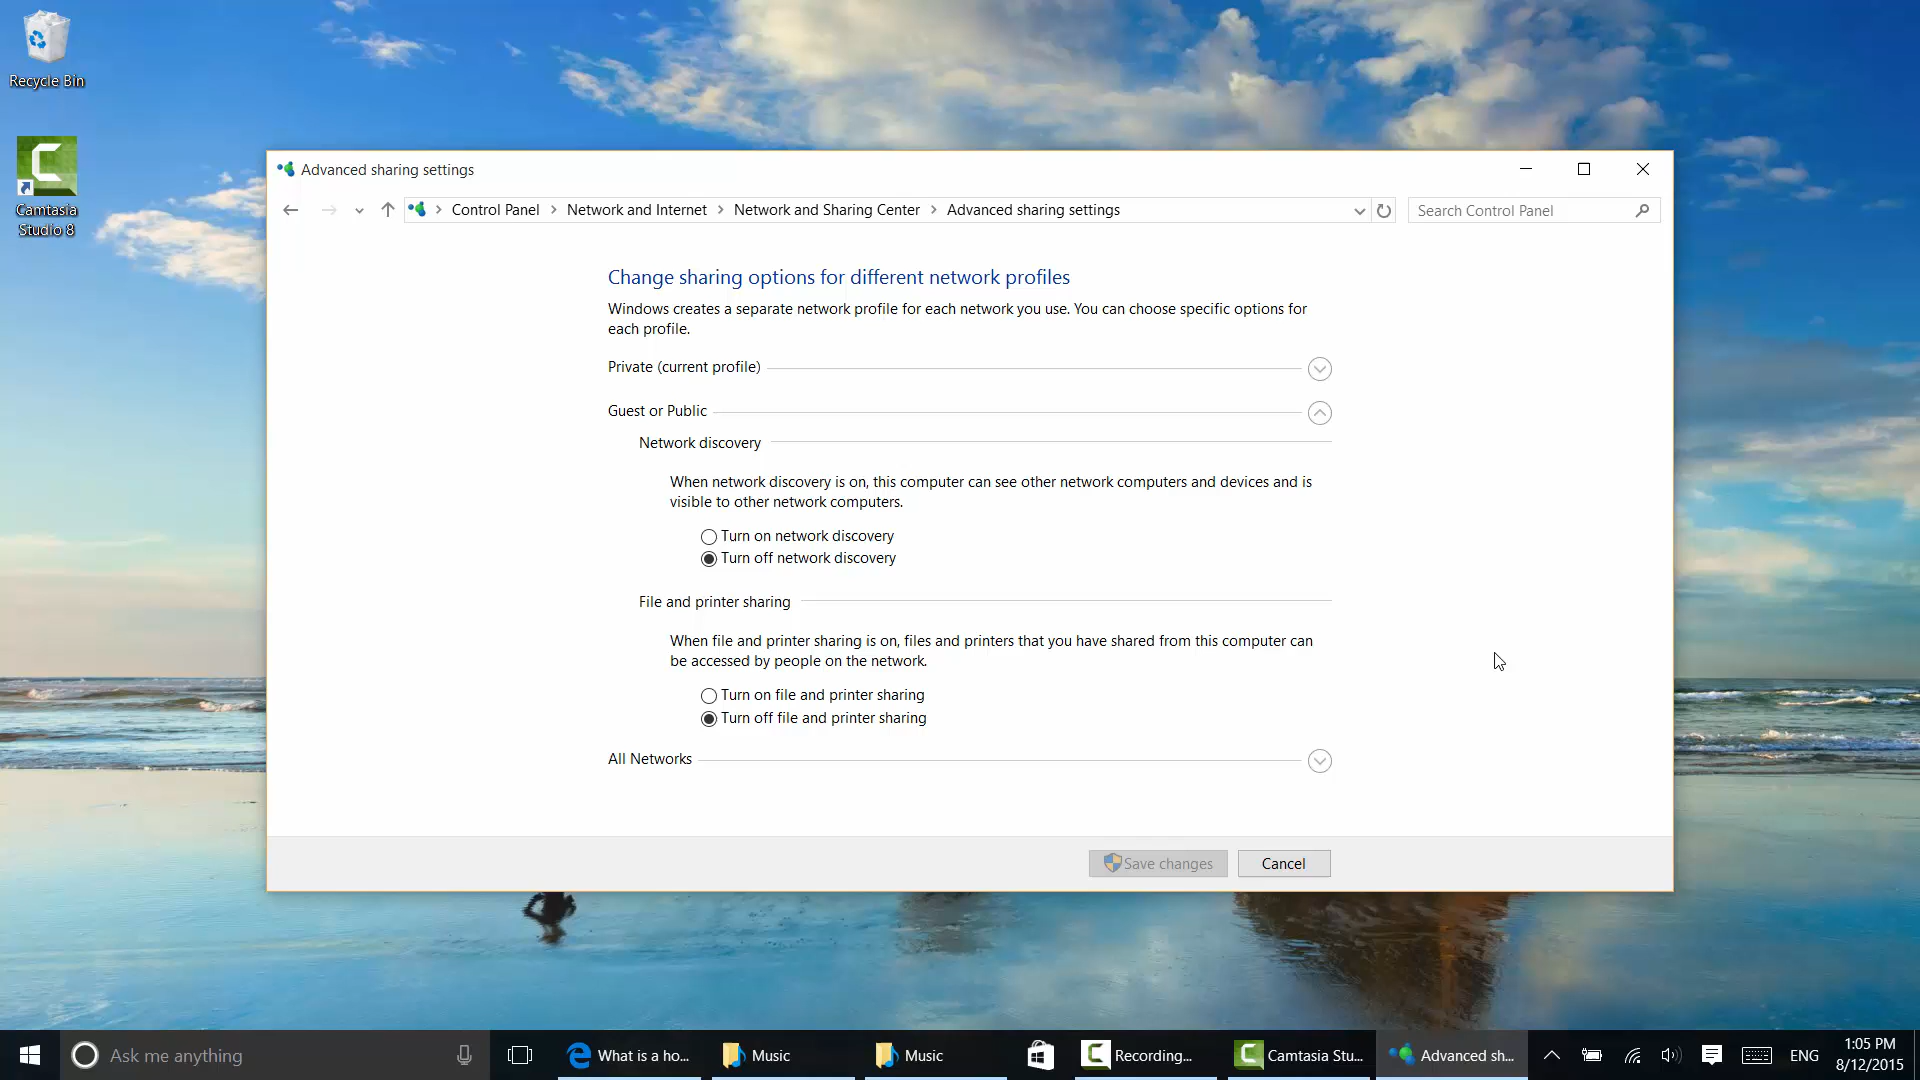 Recycle Bin
Camtasia
Studio 8
Advanced sharing settings
Control Panel > Network and Internet > Network and Sharing Center > Advanced sharing settings
Search Control Panel
Change sharing options for different network profiles
Windows creates a separate network profile for each network you use. You can choose specific options for
each profile.
Private (current profile)
Guest or Public
Network discovery
When network discovery is on, this computer can see other network computers and devices and is
visible to other network computers.
Turn on network discovery
Turn off network discovery
File and printer sharing
When file and printer sharing is on, files and printers that you have shared from this computer can
be accessed by people on the network.
Turn on file and printer sharing
Turn off file and printer sharing
All Networks
Save changes
Cancel
Ask me anything
What is a ho...
Music
Music
Recording...
Camtasia Stu...
Advanced sh...
ENG
1:05 PM
8/12/2015